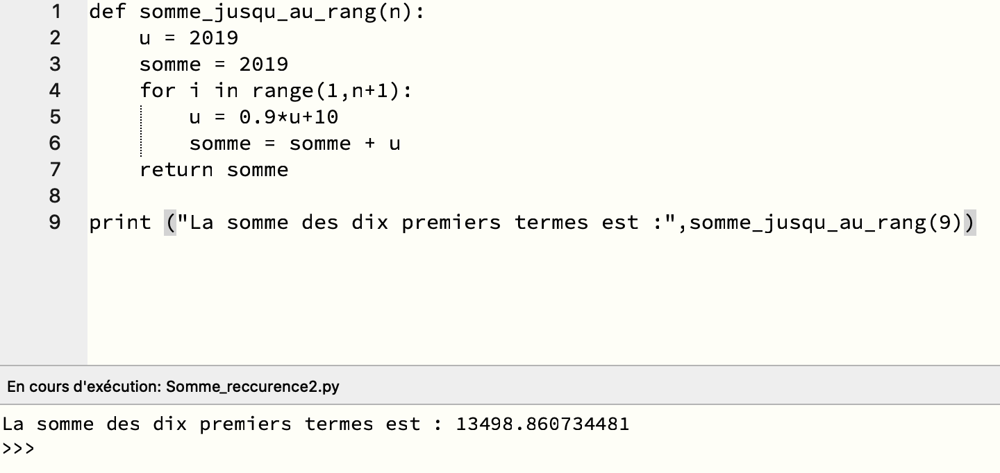 1 def somme_jusqu_au_rang(n):
2     u = 2019
3     somme = 2019
4     for i in range(1,n+1):
5         u = 0.9*u+10
6         somme = somme + u
7     return somme
8
9 print ("La somme des dix premiers termes est :",somme_jusqu_au_rang(9))
En cours d'exécution: Somme_reccurence2.py
La somme des dix premiers termes est : 13498.860734481
>>>